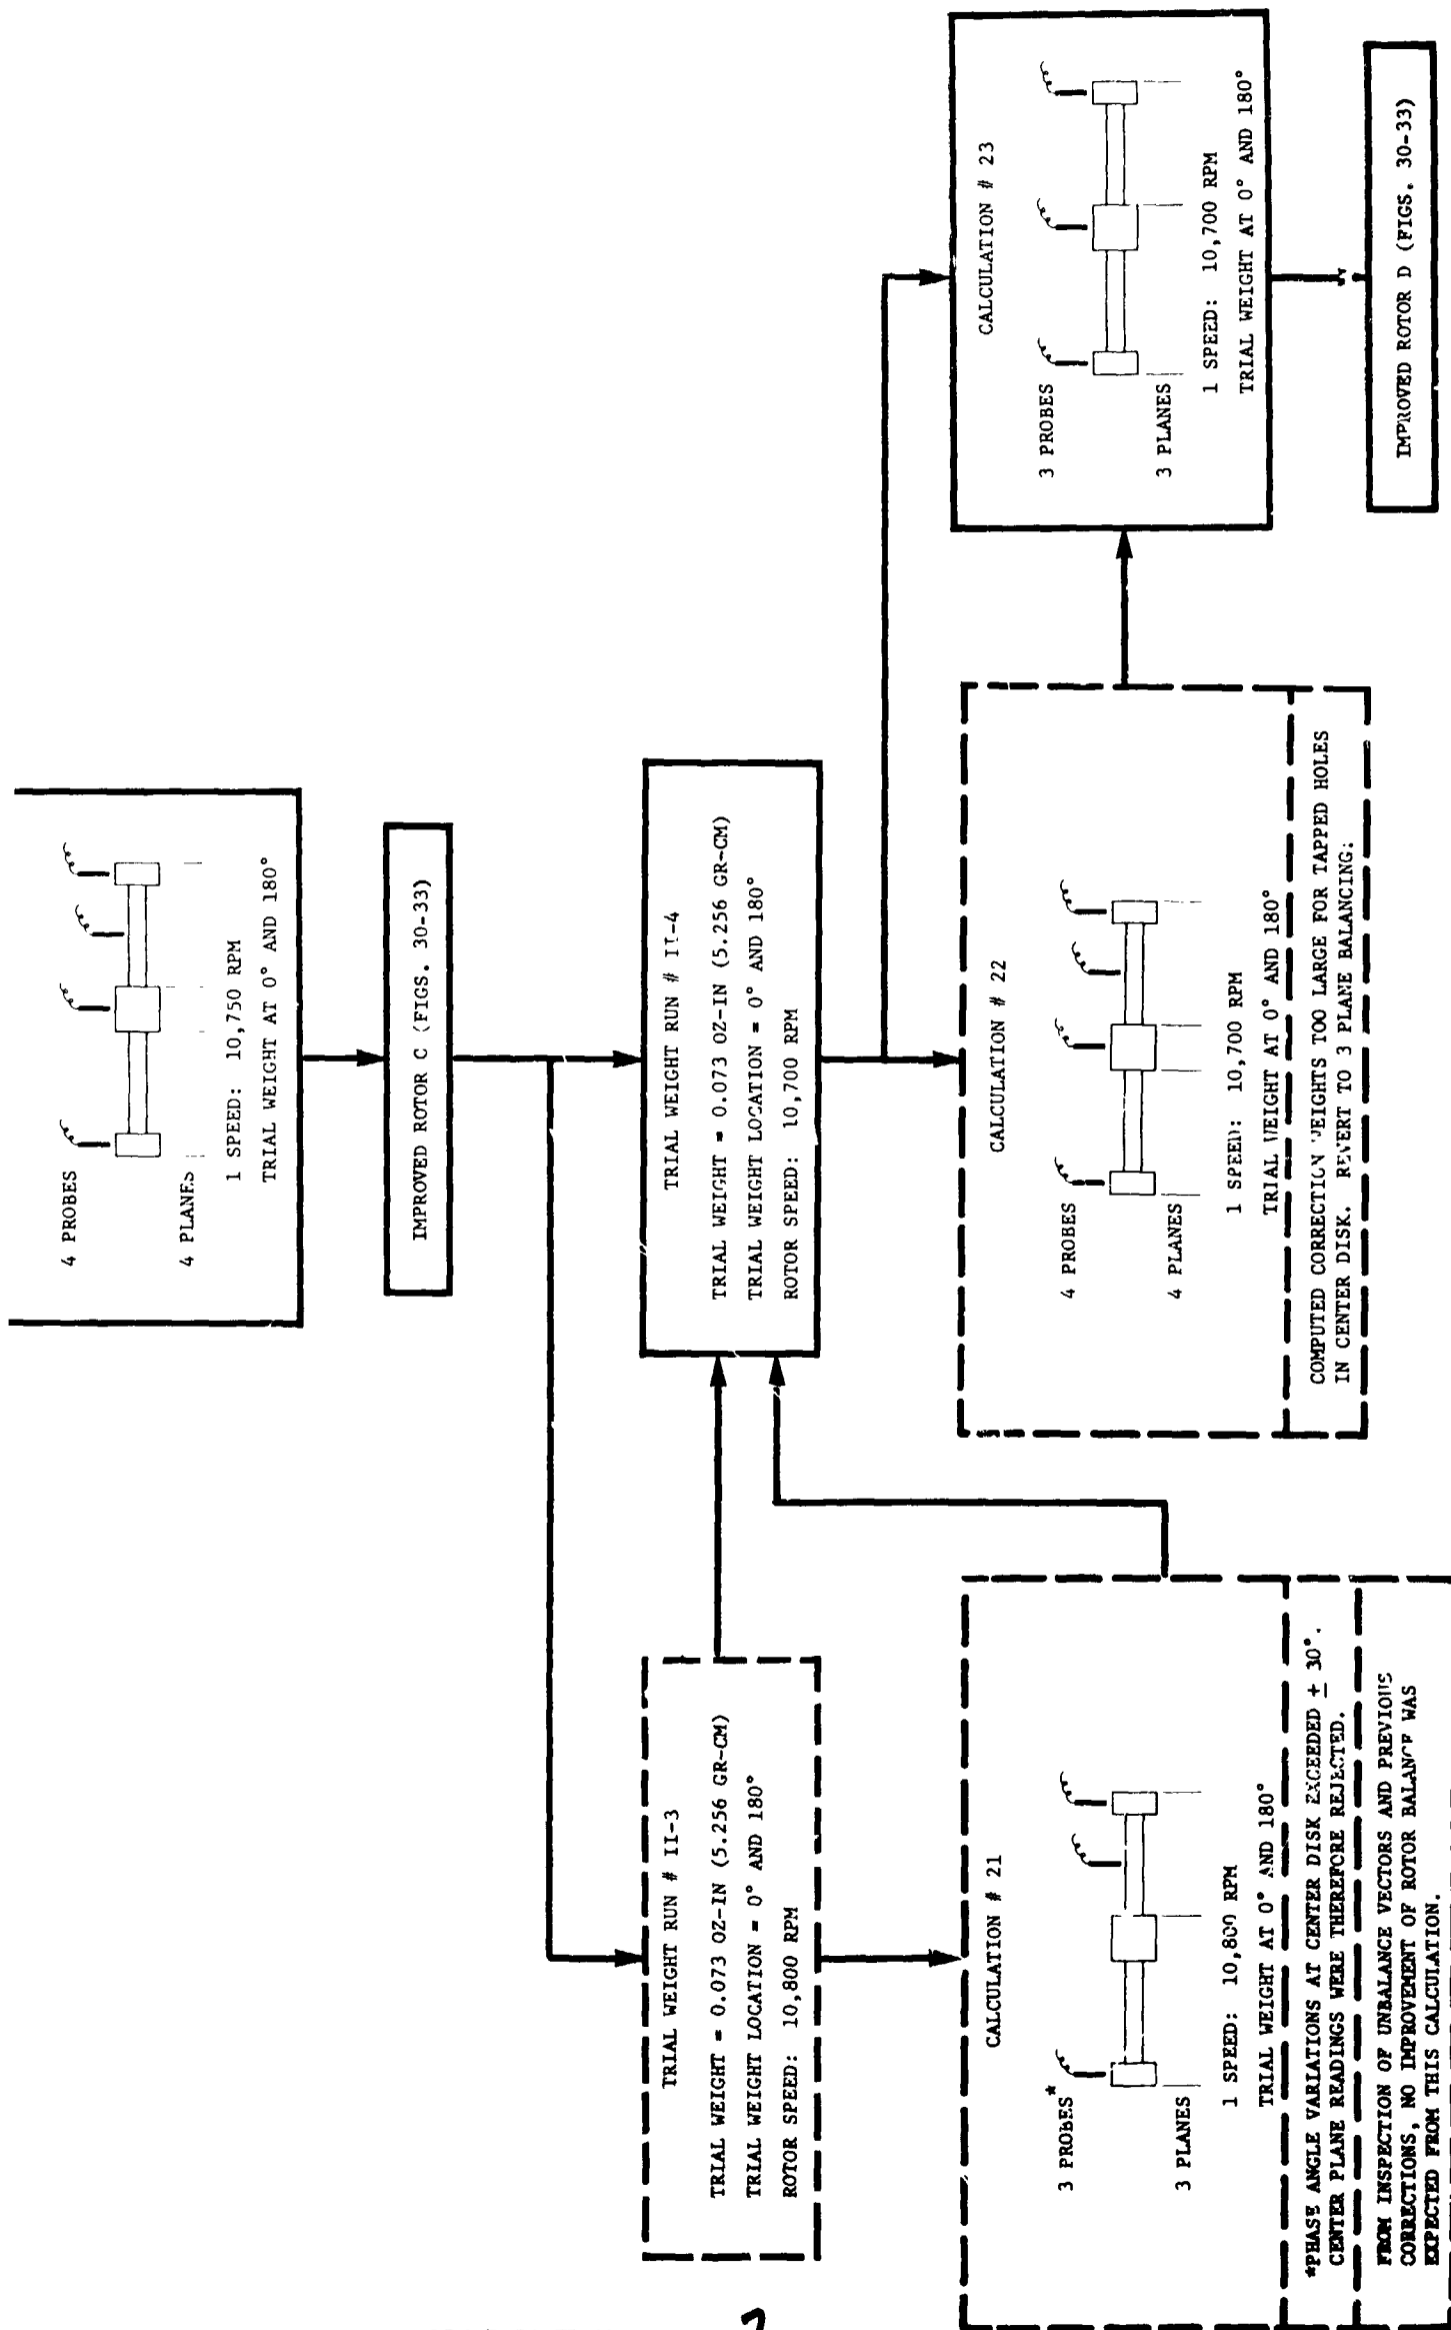 4 PROBES
4 PLANES
1 SPEED: 10,750 RPM
TRIAL WEIGHT AT 0° AND 180°
IMPROVED ROTOR C (FIGS. 30-33)
TRIAL WEIGHT RUN # II-3
TRIAL WEIGHT = 0.073 OZ-IN (5.256 GR-CM)
TRIAL WEIGHT LOCATION = 0° AND 180°
ROTOR SPEED: 10,800 RPM
TRIAL WEIGHT RUN # II-4
TRIAL WEIGHT = 0.073 OZ-IN (5.256 GR-CM)
TRIAL WEIGHT LOCATION = 0° AND 180°
ROTOR SPEED: 10,700 RPM
CALCULATION # 21
3 PROBES*
3 PLANES
1 SPEED: 10,800 RPM
TRIAL WEIGHT AT 0° AND 180°
*PHASE ANGLE VARIATIONS AT CENTER DISK EXCEEDED ± 30°.
CENTER PLANE READINGS WERE THEREFORE REJECTED.
FROM INSPECTION OF UNBALANCE VECTORS AND PREVIOUS
CORRECTIONS, NO IMPROVEMENT OF ROTOR BALANCE WAS
EXPECTED FROM THIS CALCULATION.
CALCULATION # 22
4 PROBES
4 PLANES
1 SPEED: 10,700 RPM
TRIAL WEIGHT AT 0° AND 180°
COMPUTED CORRECTION WEIGHTS TOO LARGE FOR TAPPED HOLES
IN CENTER DISK. REVERT TO 3 PLANE BALANCING.
CALCULATION # 23
3 PROBES
3 PLANES
1 SPEED: 10,700 RPM
TRIAL WEIGHT AT 0° AND 180°
IMPROVED ROTOR D (FIGS. 30-33)